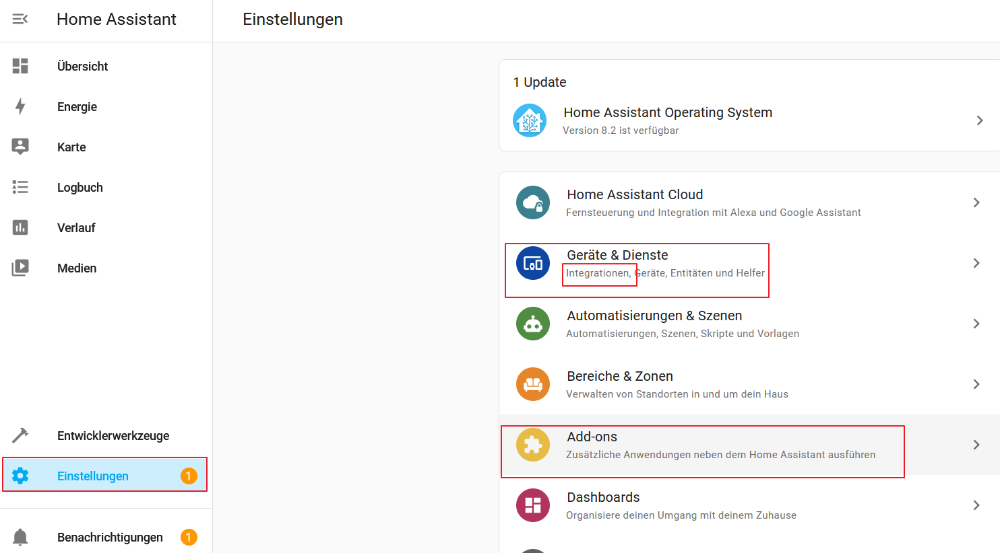 Home Assistant
Übersicht
Energie
Karte
Logbuch
Verlauf
Medien
Entwicklerwerkzeuge
Einstellungen 1
Benachrichtigungen 1
Einstellungen
1 Update
Home Assistant Operating System
Version 8.2 ist verfügbar
Home Assistant Cloud
Fernsteuerung und Integration mit Alexa und Google Assistant
Geräte & Dienste
Integrationen, Geräte, Entitäten und Helfer
Automatisierungen & Szenen
Automatisierungen, Szenen, Skripte und Vorlagen
Bereiche & Zonen
Verwalten von Standorten in und um dein Haus
Add-ons
Zusätzliche Anwendungen neben dem Home Assistant ausführen
Dashboards
Organisiere deinen Umgang mit deinem Zuhause